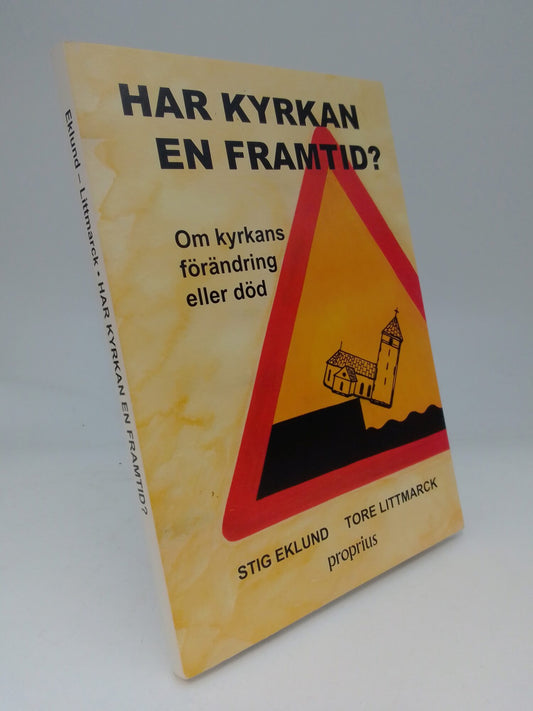 HAR KYRKAN
EN FRAMTID?
Om kyrkans
förändring
eller död
STIG EKLUND TORE LITTMARCK
proprius
Eklund – Littmarck • HAR KYRKAN EN FRAMTID?